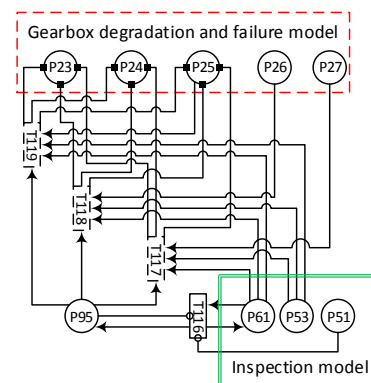 Gearbox degradation and failure model
P23 P24 P25 P26 P27
T119
T118
T117
P95 T116 P61 P53 P51
Inspection model